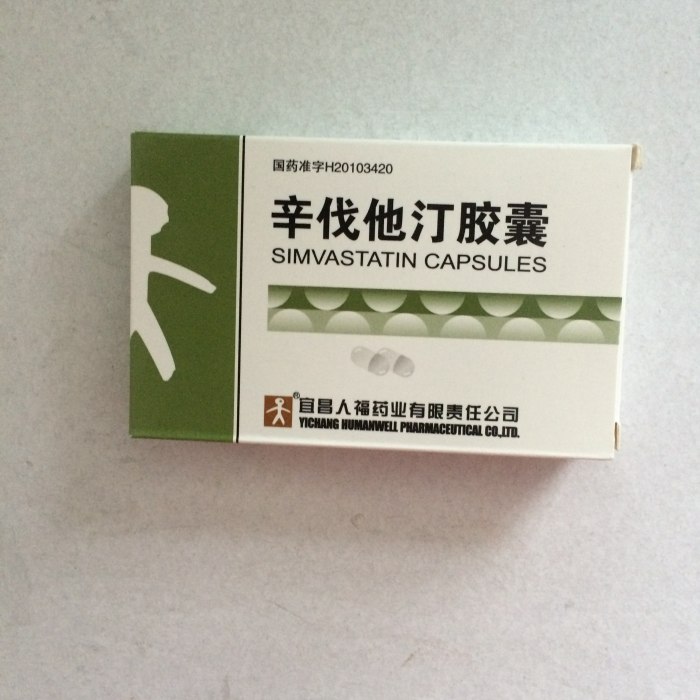 国药准字H20103420
辛伐他汀胶囊
SIMVASTATIN CAPSULES
®
宜昌人福药业有限责任公司
YICHANG HUMANWELL PHARMACEUTICAL CO.,LTD.